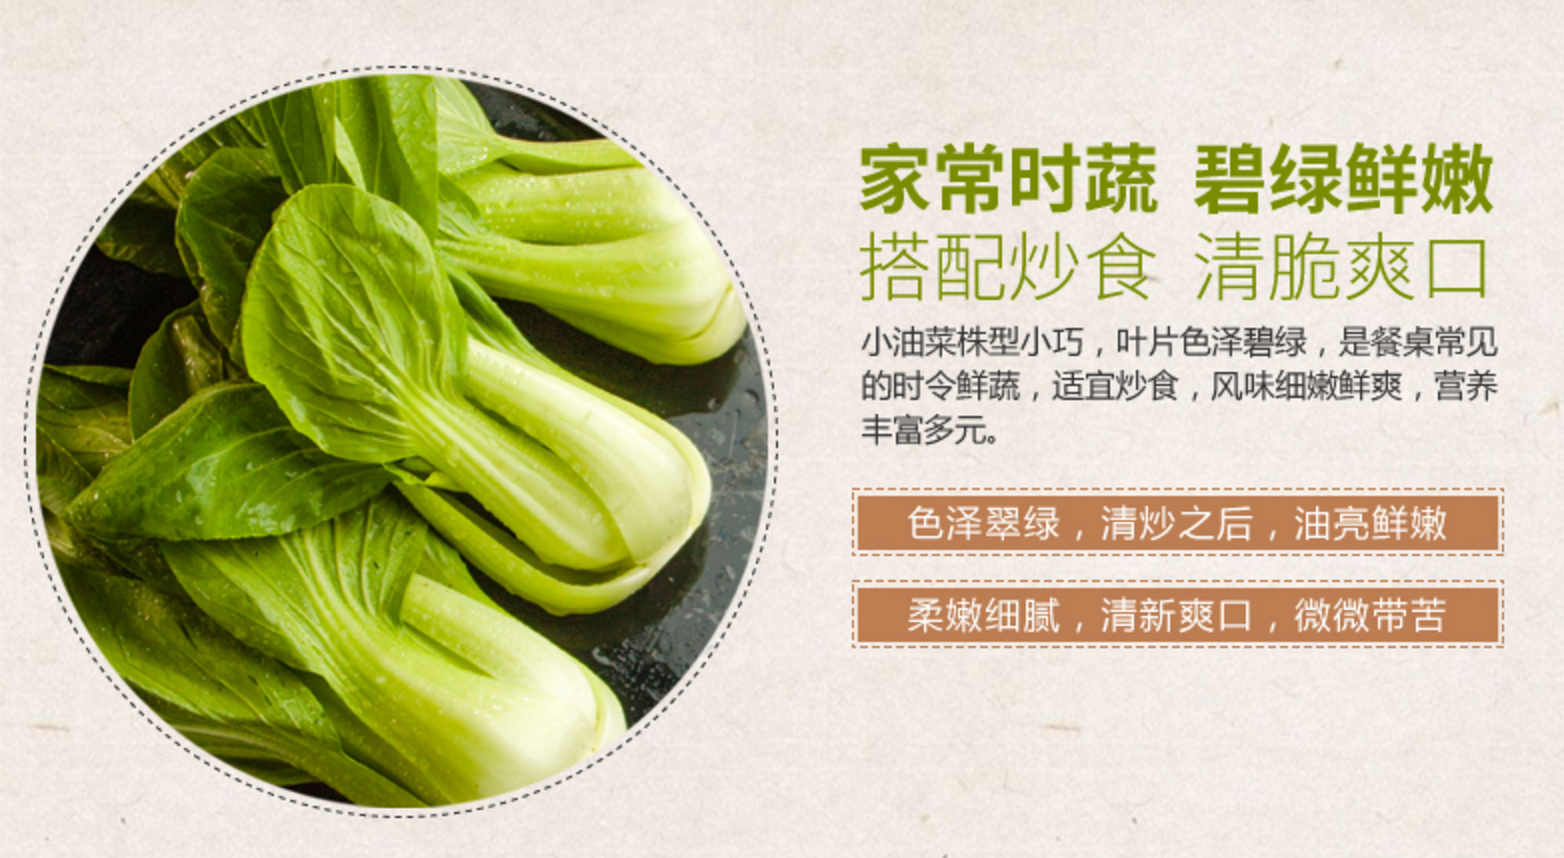 家常时蔬 碧绿鲜嫩
搭配炒食 清脆爽口
小油菜株型小巧，叶片色泽碧绿，是餐桌常见
的时令鲜蔬，适宜炒食，风味细嫩鲜爽，营养
丰富多元。
色泽翠绿，清炒之后，油亮鲜嫩
柔嫩细腻，清新爽口，微微带苦